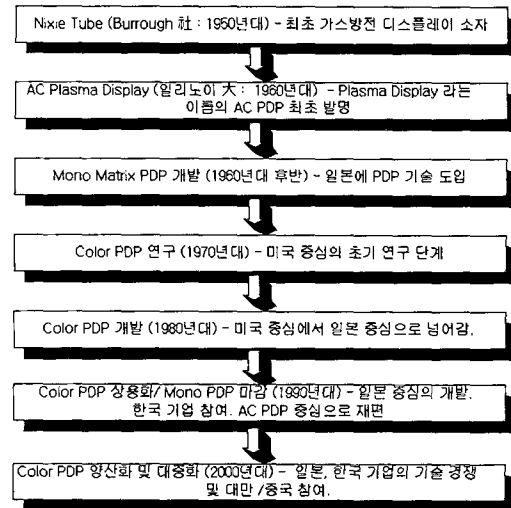 Nixie Tube (Burrough 社 : 1950년대) - 최초 가스방전 디스플레이 소자
AC Plasma Display (일리노이 大 : 1960년대) - Plasma Display 라는
이름의 AC PDP 최초 발명
Mono Matrix PDP 개발 (1960년대 후반) - 일본에 PDP 기술 도입
Color PDP 연구 (1970년대) - 미국 중심의 초기 연구 단계
Color PDP 개발 (1980년대) - 미국 중심에서 일본 중심으로 넘어감.
Color PDP 상용화/ Mono PDP 마감 (1990년대) - 일본 중심의 개발.
한국 기업 참여. AC PDP 중심으로 재편
Color PDP 양산화 및 대중화 (2000년대) - 일본, 한국 기업의 기술 경쟁
및 대만 /중국 참여.